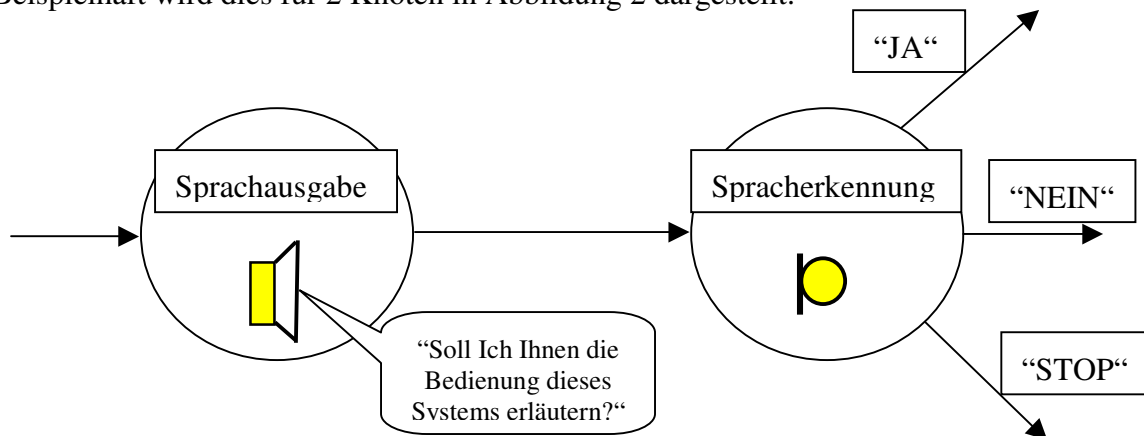 Beispielhaft wird dies für 2 Knoten in Abbildung 2 dargestellt:
“JA“
Sprachausgabe
Spracherkennung
“NEIN“
“Soll Ich Ihnen die
Bedienung dieses
Systems erläutern?“
“STOP“